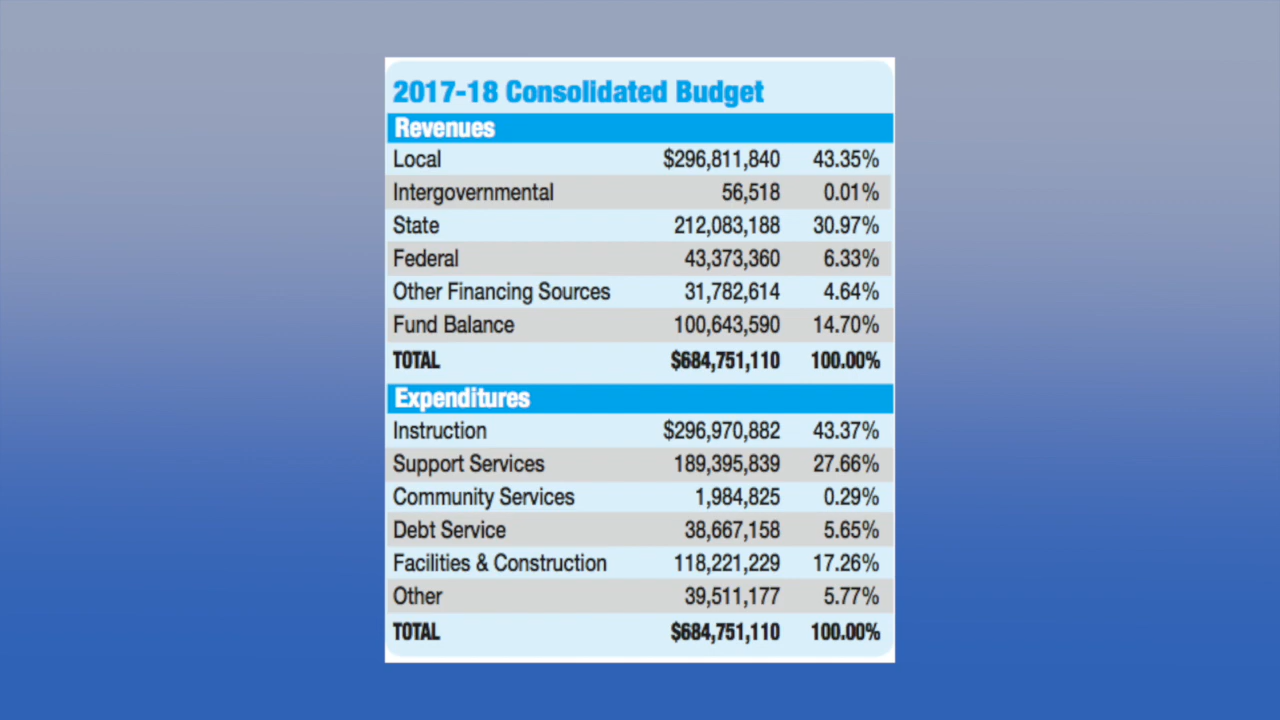 2017-18 Consolidated Budget
Revenues
Local $296,811,840 43.35%
Intergovernmental 56,518 0.01%
State 212,083,188 30.97%
Federal 43,373,360 6.33%
Other Financing Sources 31,782,614 4.64%
Fund Balance 100,643,590 14.70%
TOTAL $684,751,110 100.00%
Expenditures
Instruction $296,970,882 43.37%
Support Services 189,395,839 27.66%
Community Services 1,984,825 0.29%
Debt Service 38,667,158 5.65%
Facilities & Construction 118,221,229 17.26%
Other 39,511,177 5.77%
TOTAL $684,751,110 100.00%